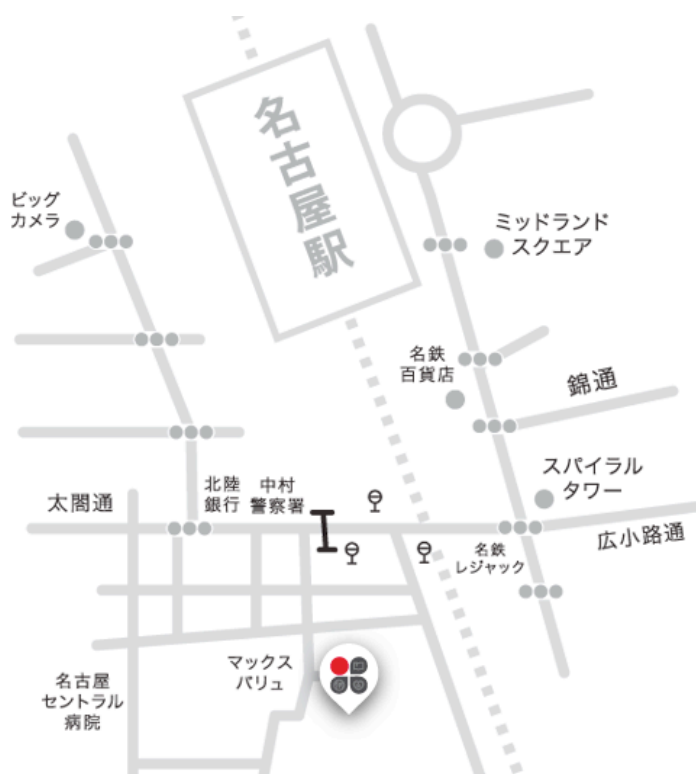 名古屋駅
ビッグ
カメラ
ミッドランド
スクエア
名鉄
百貨店
錦通
スパイラル
タワー
太閤通
北陸
銀行
中村
警察署
広小路通
名鉄
レジャック
マックス
バリュ
名古屋
セントラル
病院